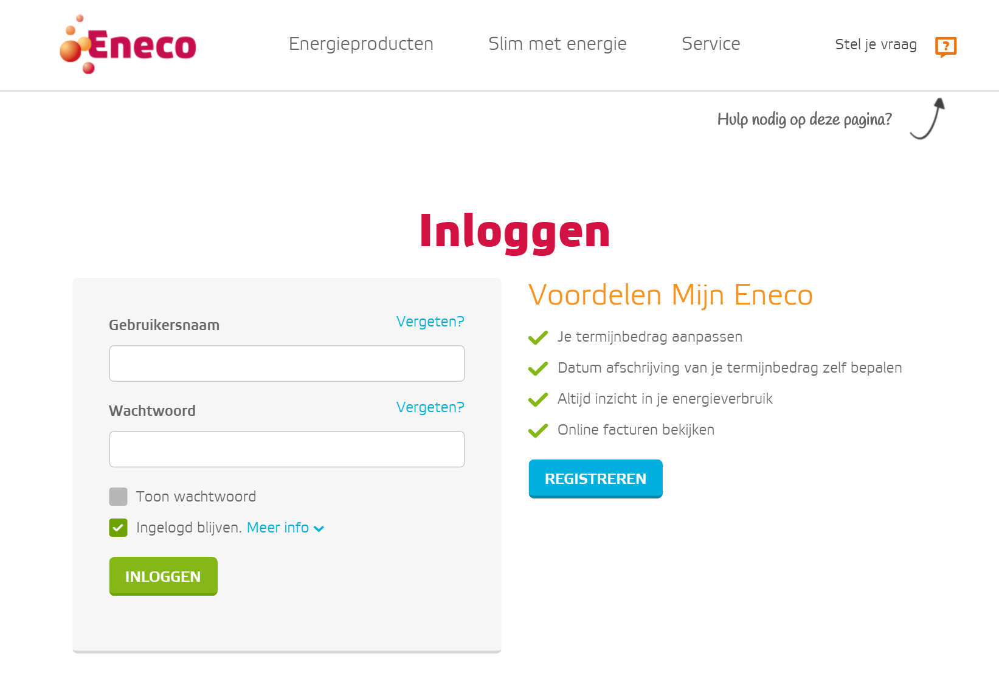 Eneco
Energieproducten
Slim met energie
Service
Stel je vraag
?
Hulp nodig op deze pagina?
Inloggen
Gebruikersnaam
Vergeten?
Wachtwoord
Vergeten?
Toon wachtwoord
Ingelogd blijven. Meer info
INLOGGEN
Voordelen Mijn Eneco
Je termijnbedrag aanpassen
Datum afschrijving van je termijnbedrag zelf bepalen
Altijd inzicht in je energieverbruik
Online facturen bekijken
REGISTREREN